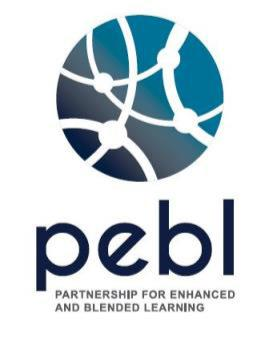 pebl
PARTNERSHIP FOR ENHANCED
AND BLENDED LEARNING